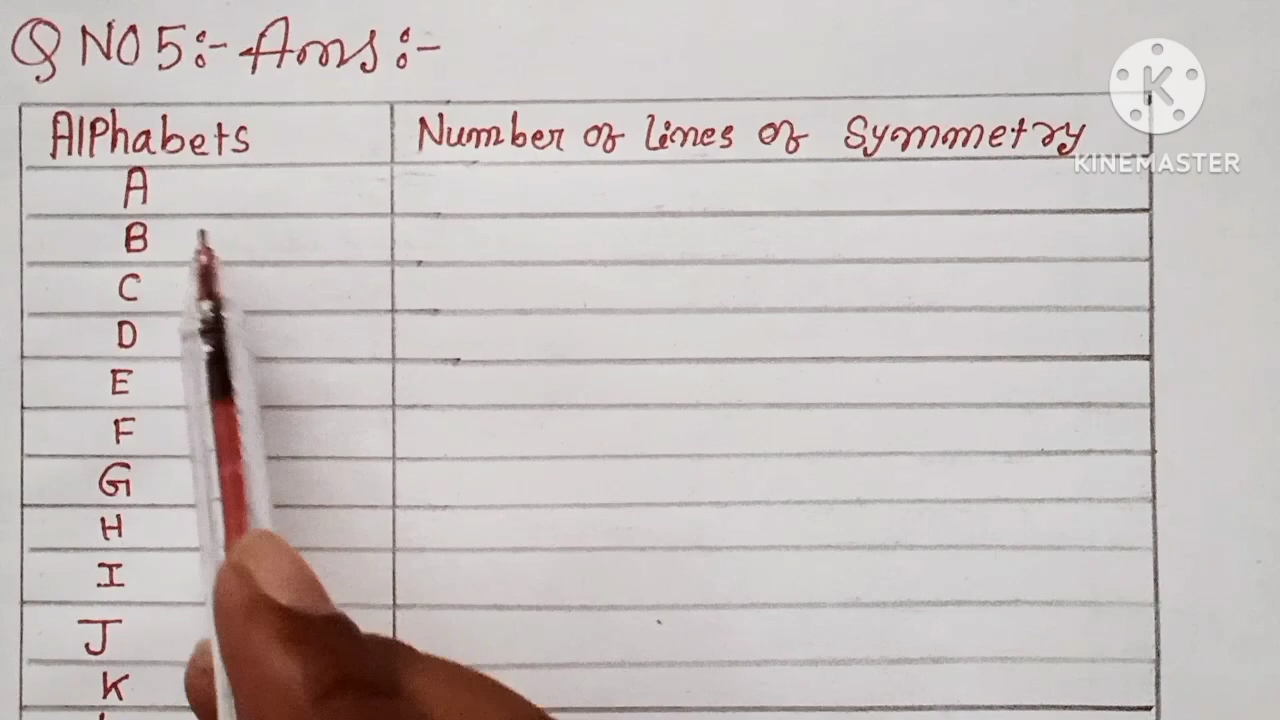 Q NO 5:- Ans:-
Alphabets Number of lines of Symmetry
A
B
C
D
E
F
G
H
I
J
K
K
KINEMASTER